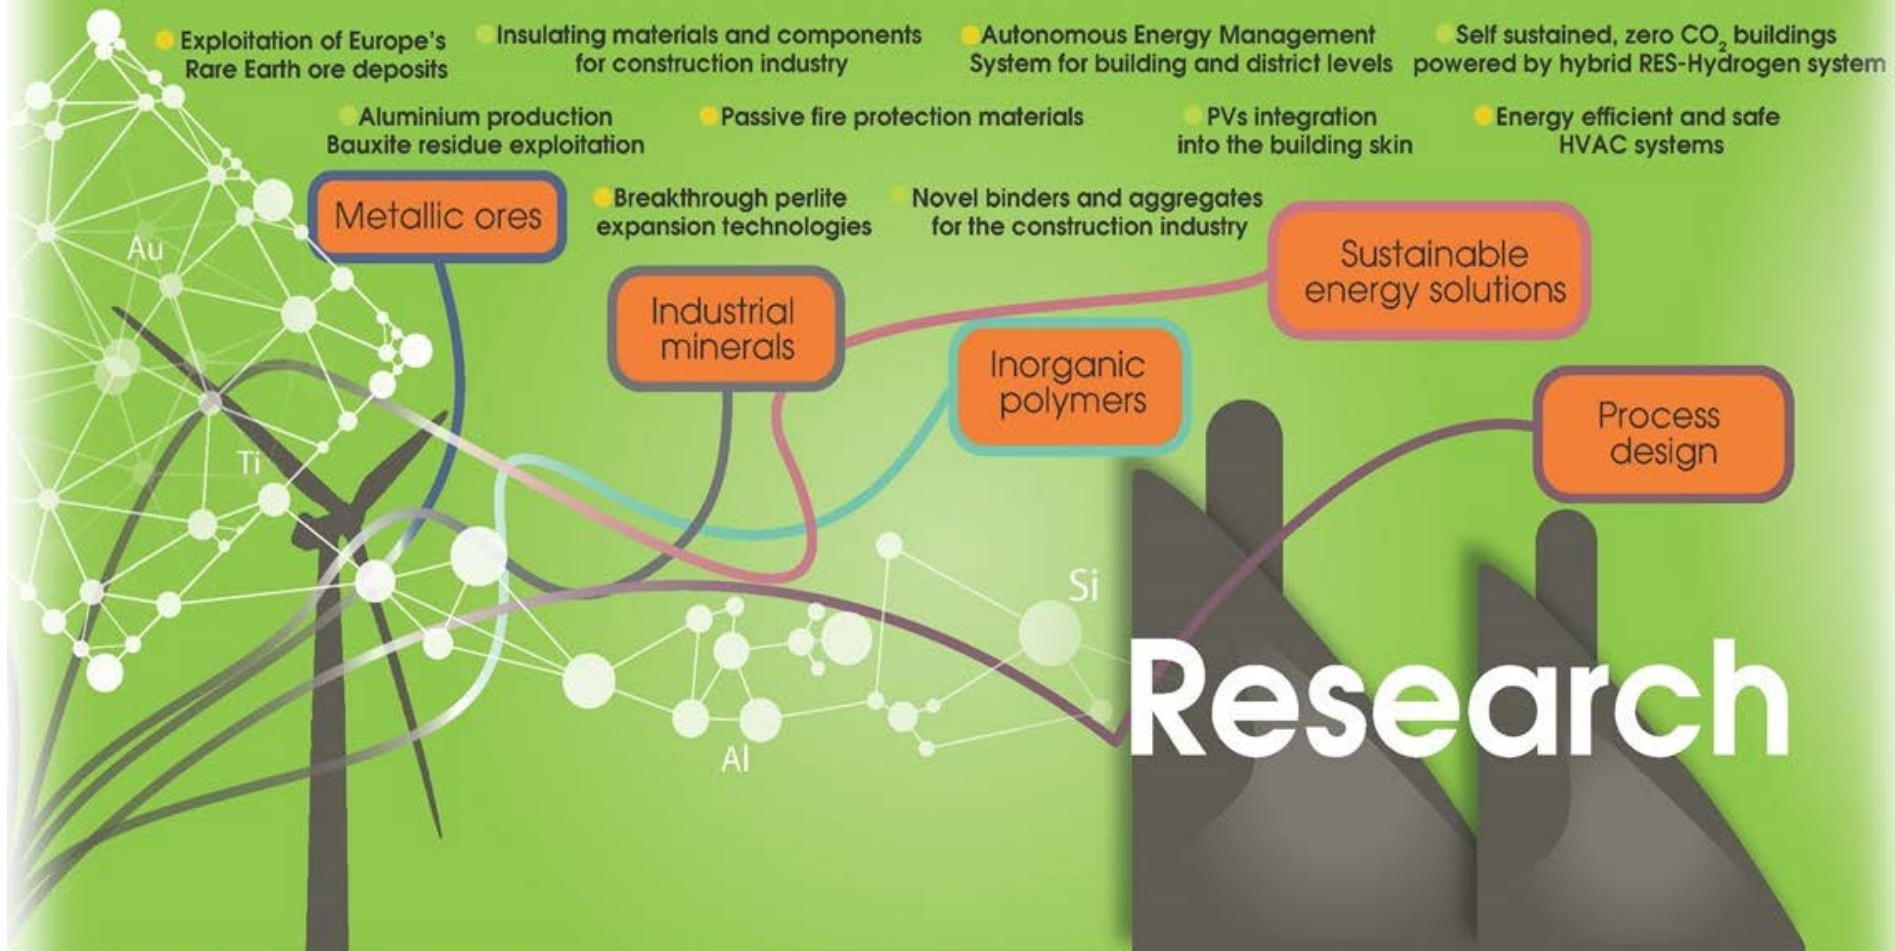 Exploitation of Europe's
Rare Earth ore deposits
Insulating materials and components
for construction industry
Autonomous Energy Management
System for building and district levels
Self sustained, zero CO₂ buildings
powered by hybrid RES-Hydrogen system
Aluminium production
Bauxite residue exploitation
Passive fire protection materials
PVs integration
into the building skin
Energy efficient and safe
HVAC systems
Metallic ores
Breakthrough perlite
expansion technologies
Novel binders and aggregates
for the construction industry
Sustainable
energy solutions
Au
Industrial
minerals
Inorganic
polymers
Process
design
Ti
Si
Research
Al